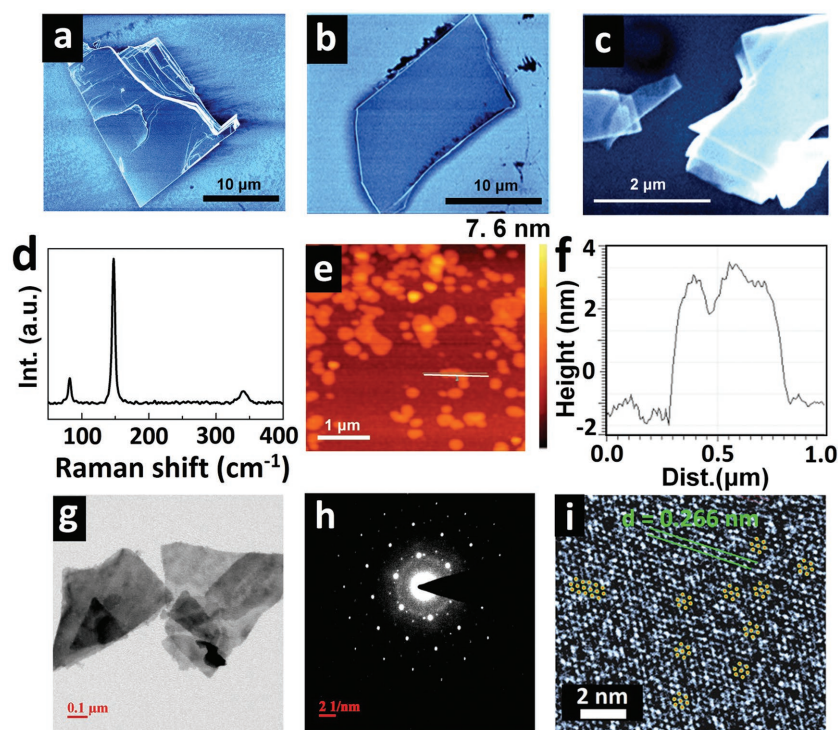 a
b
c
10 µm
10 µm
2 µm
d
Int. (a.u.)
0
100
200
300
400
Raman shift (cm⁻¹)
7. 6 nm
e
1 µm
f
Height (nm)
4
2
0
-2
0.0
0.5
1.0
Dist.(µm)
g
0.1 µm
h
2 1/nm
i
d = 0.266 nm
2 nm